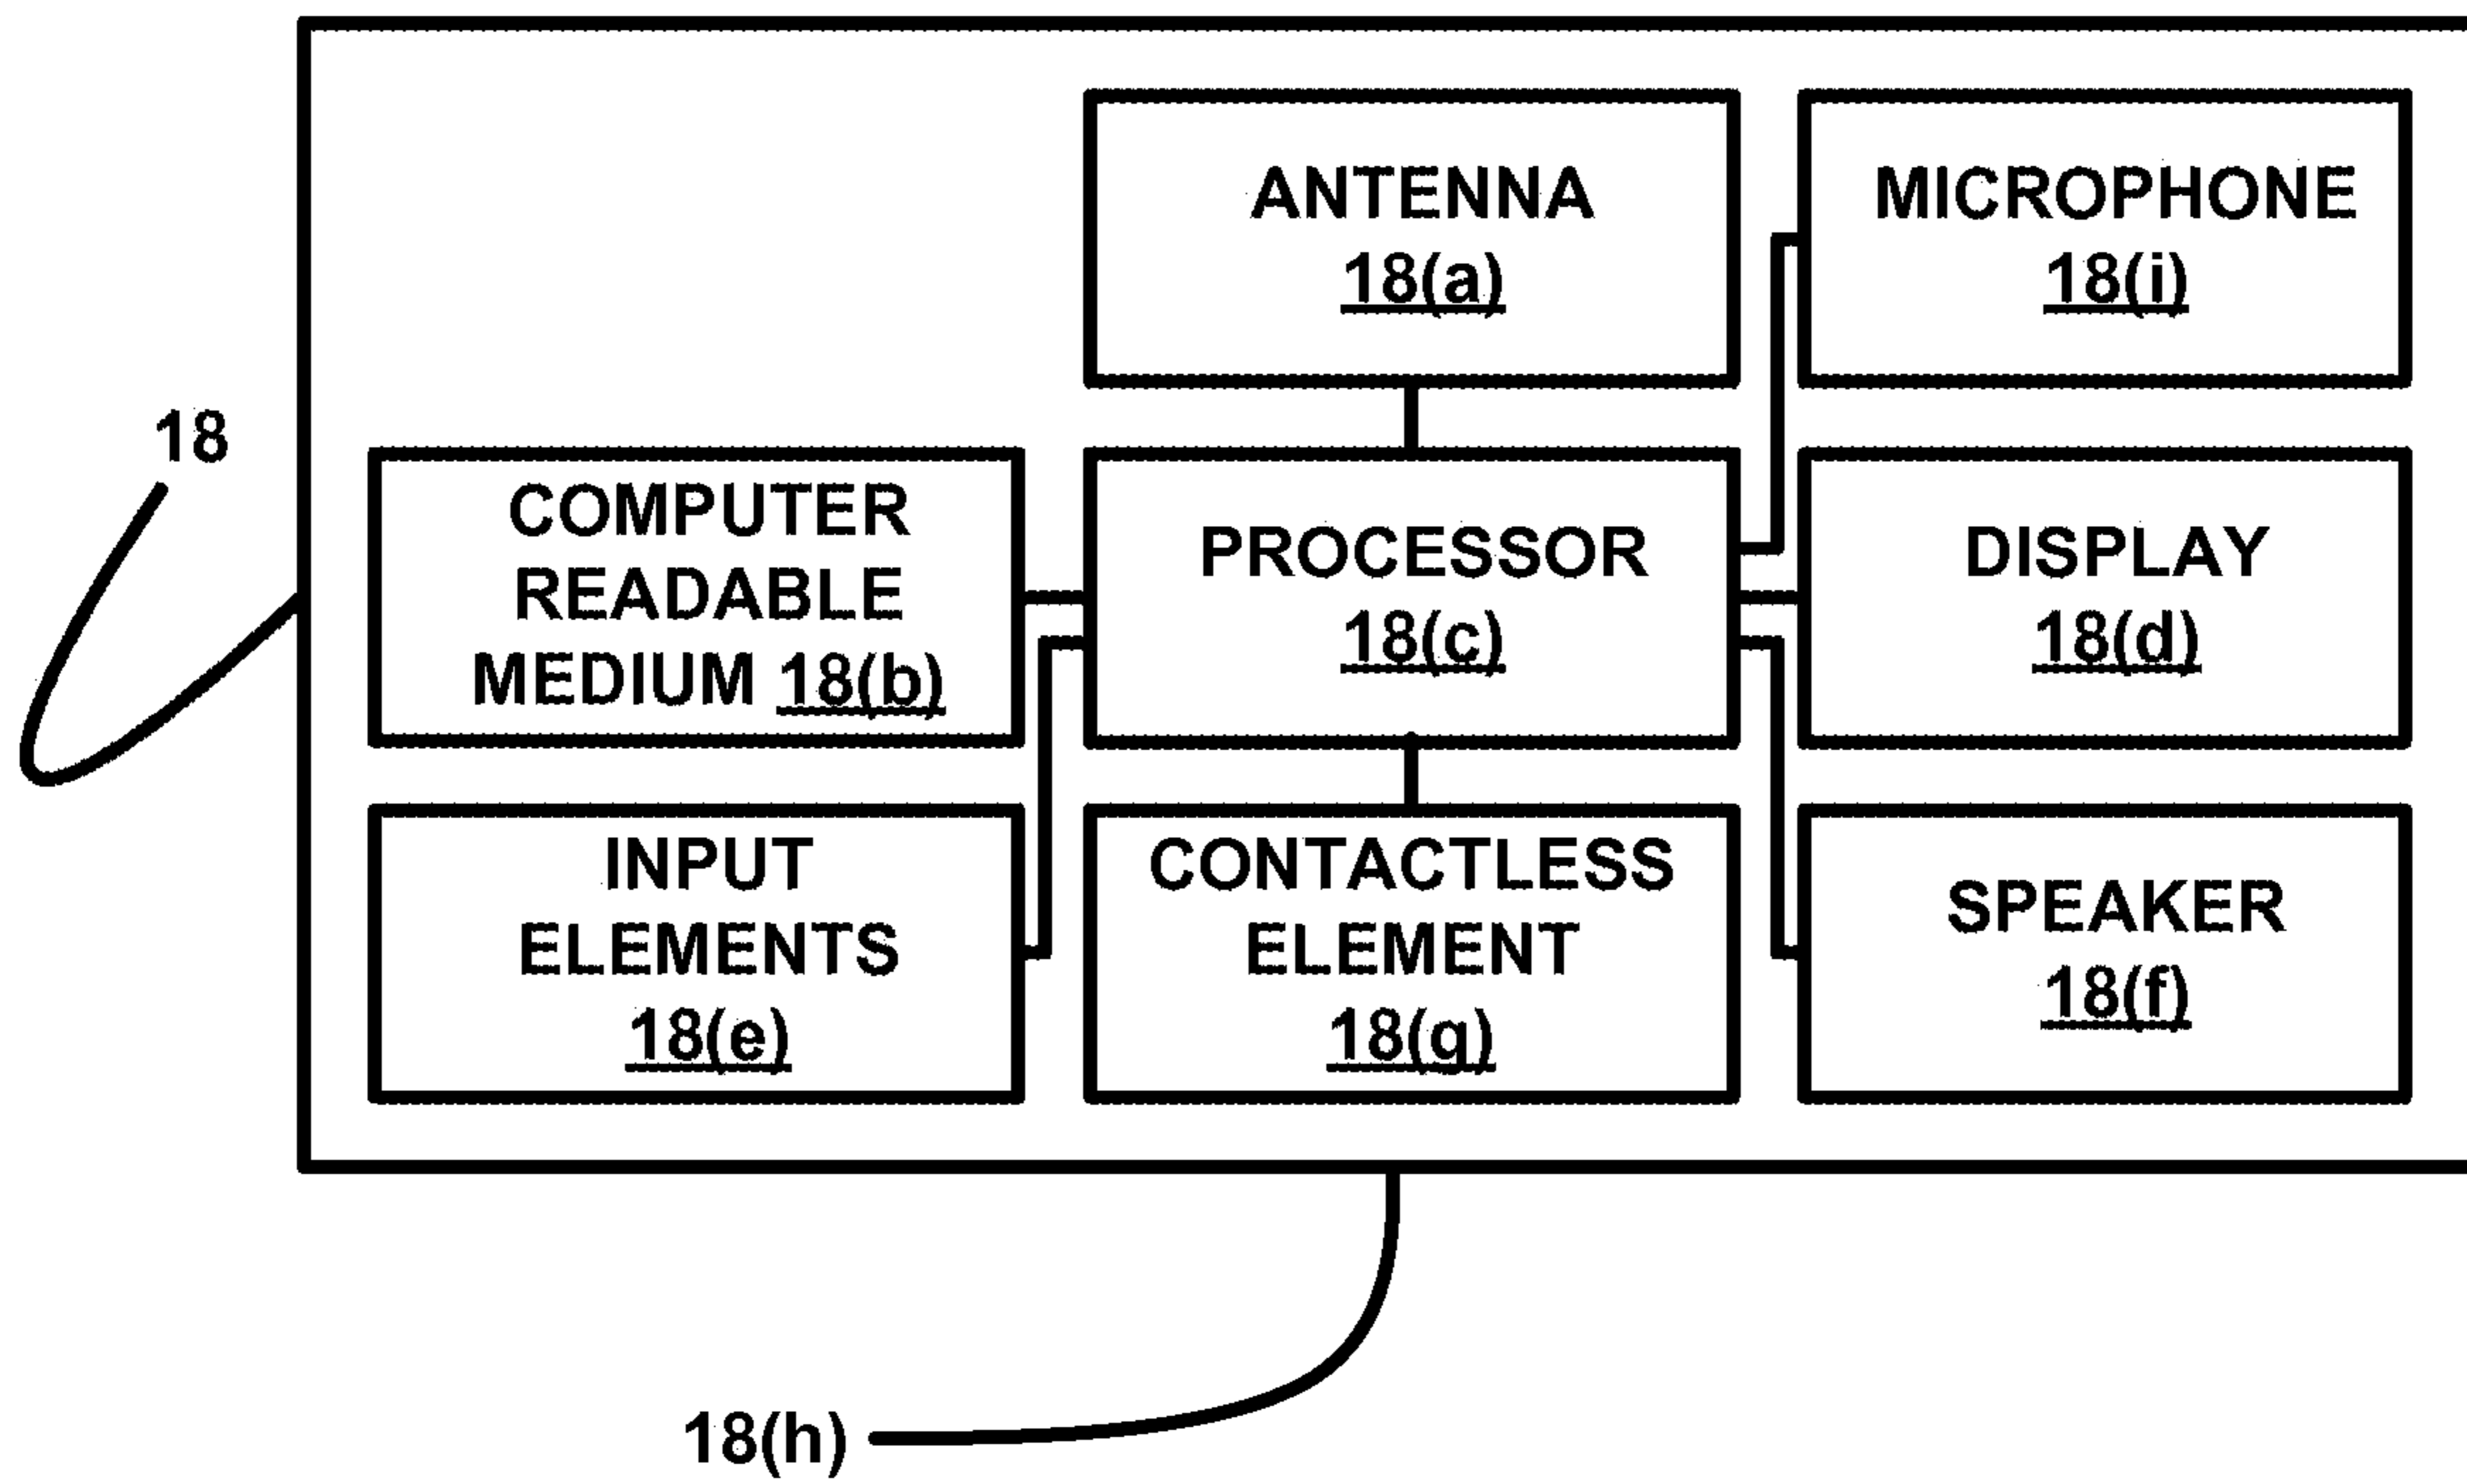 ANTENNA
18(a)
MICROPHONE
18(i)
18
COMPUTER
READABLE
MEDIUM 18(b)
PROCESSOR
18(c)
DISPLAY
18(d)
INPUT
ELEMENTS
18(e)
CONTACTLESS
ELEMENT
18(g)
SPEAKER
18(f)
18(h)